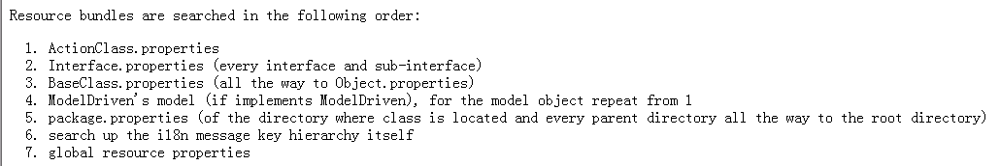 Resource bundles are searched in the following order:
1. ActionClass.properties
2. Interface.properties (every interface and sub-interface)
3. BaseClass.properties (all the way to Object.properties)
4. ModelDriven's model (if implements ModelDriven), for the model object repeat from 1
5. package.properties (of the directory where class is located and every parent directory all the way to the root directory)
6. search up the i18n message key hierarchy itself
7. global resource properties